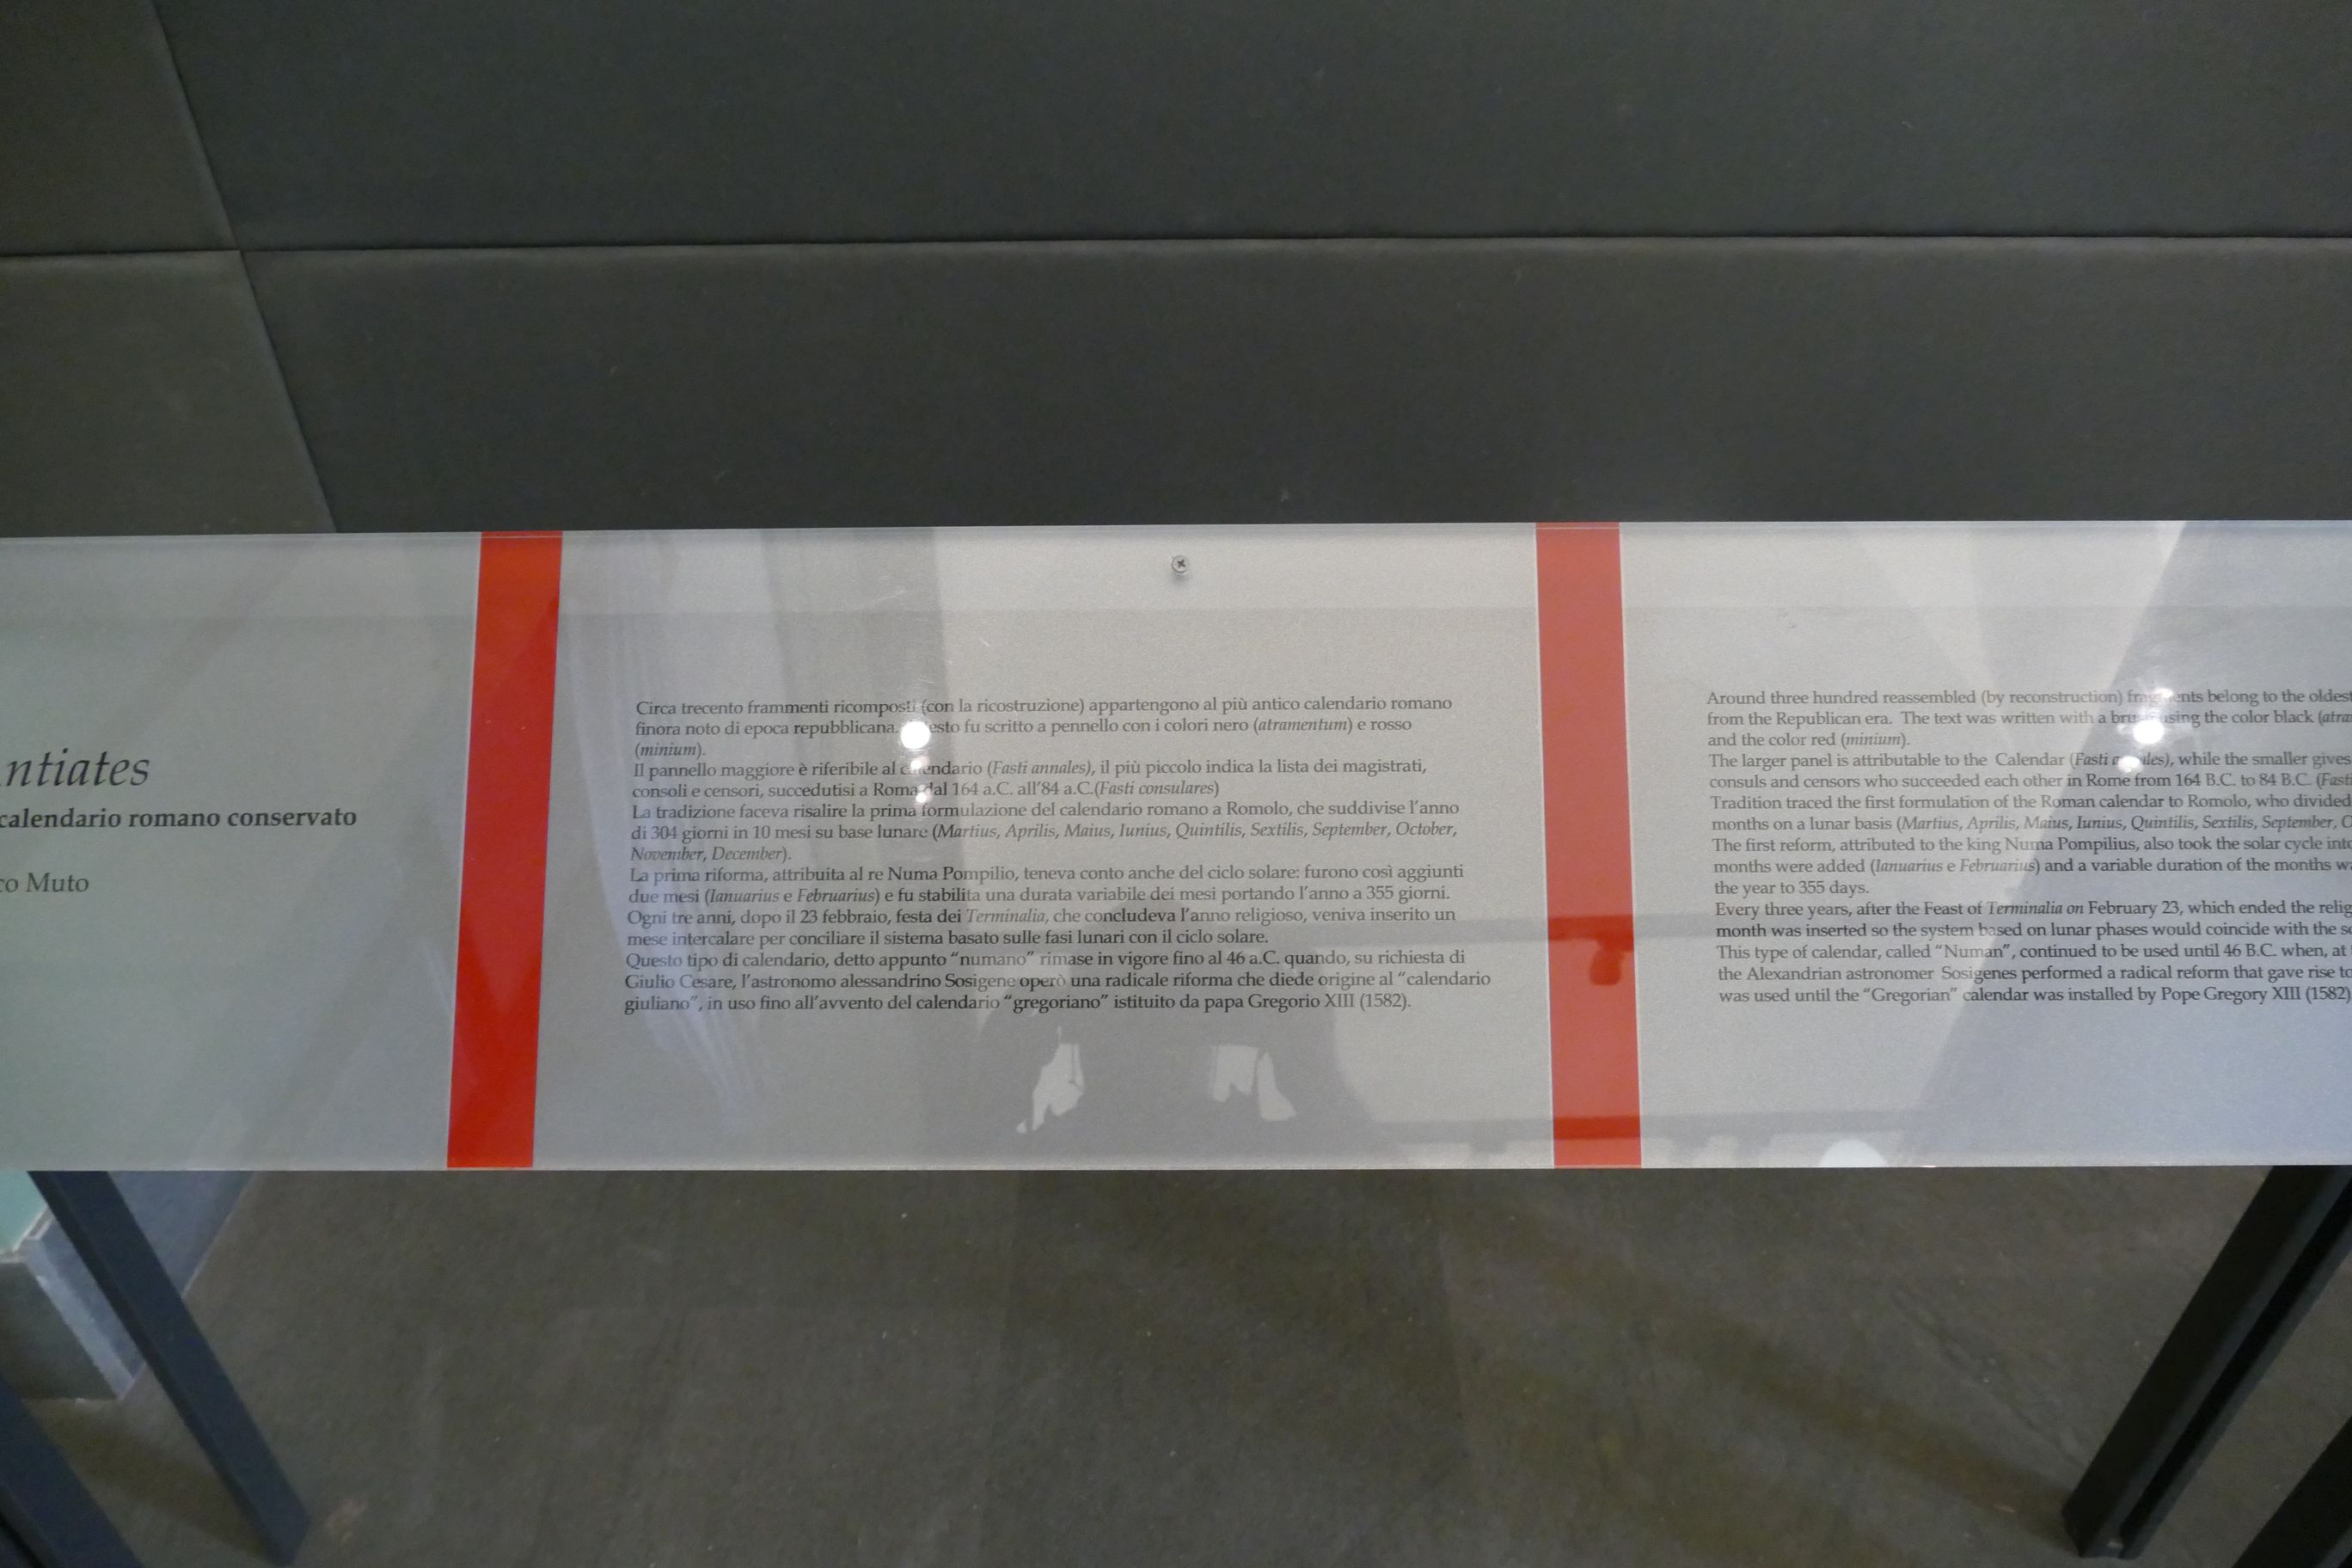 ntiates
calendario romano conservato
co Muto
Circa trecento frammenti ricomposti (con la ricostruzione) appartengono al più antico calendario romano
finora noto di epoca repubblicana. esto fu scritto a pennello con i colori nero (atramentum) e rosso
(minium).
Il pannello maggiore è riferibile al calendario (Fasti annales), il più piccolo indica la lista dei magistrati,
consoli e censori, succedutisi a Roma dal 164 a.C. all'84 a.C.(Fasti consulares)
La tradizione faceva risalire la prima formulazione del calendario romano a Romolo, che suddivise l'anno
di 304 giorni in 10 mesi su base lunare (Martius, Aprilis, Maius, Iunius, Quintilis, Sextilis, September, October,
November, December).
La prima riforma, attribuita al re Numa Pompilio, teneva conto anche del ciclo solare: furono così aggiunti
due mesi (Ianuarius e Februarius) e fu stabilita una durata variabile dei mesi portando l'anno a 355 giorni.
Ogni tre anni, dopo il 23 febbraio, festa dei Terminalia, che concludeva l'anno religioso, veniva inserito un
mese intercalare per conciliare il sistema basato sulle fasi lunari con il ciclo solare.
Questo tipo di calendario, detto appunto "numano" rimase in vigore fino al 46 a.C. quando, su richiesta di
Giulio Cesare, l'astronomo alessandrino Sosigene operò una radicale riforma che diede origine al "calendario
giuliano", in uso fino all'avvento del calendario "gregoriano" istituito da papa Gregorio XIII (1582).
Around three hundred reassembled (by reconstruction) fragments belong to the oldest
from the Republican era. The text was written with a brush using the color black (atra
and the color red (minium).
The larger panel is attributable to the Calendar (Fasti annales), while the smaller gives
consuls and censors who succeeded each other in Rome from 164 B.C. to 84 B.C. (Fasti
Tradition traced the first formulation of the Roman calendar to Romolo, who divided
months on a lunar basis (Martius, Aprilis, Maius, Iunius, Quintilis, Sextilis, September, O
The first reform, attributed to the king Numa Pompilius, also took the solar cycle into
months were added (Ianuarius e Februarius) and a variable duration of the months wa
the year to 355 days.
Every three years, after the Feast of Terminalia on February 23, which ended the relig
month was inserted so the system based on lunar phases would coincide with the so
This type of calendar, called "Numan", continued to be used until 46 B.C. when, at
the Alexandrian astronomer Sosigenes performed a radical reform that gave rise to
was used until the "Gregorian" calendar was installed by Pope Gregory XIII (1582)